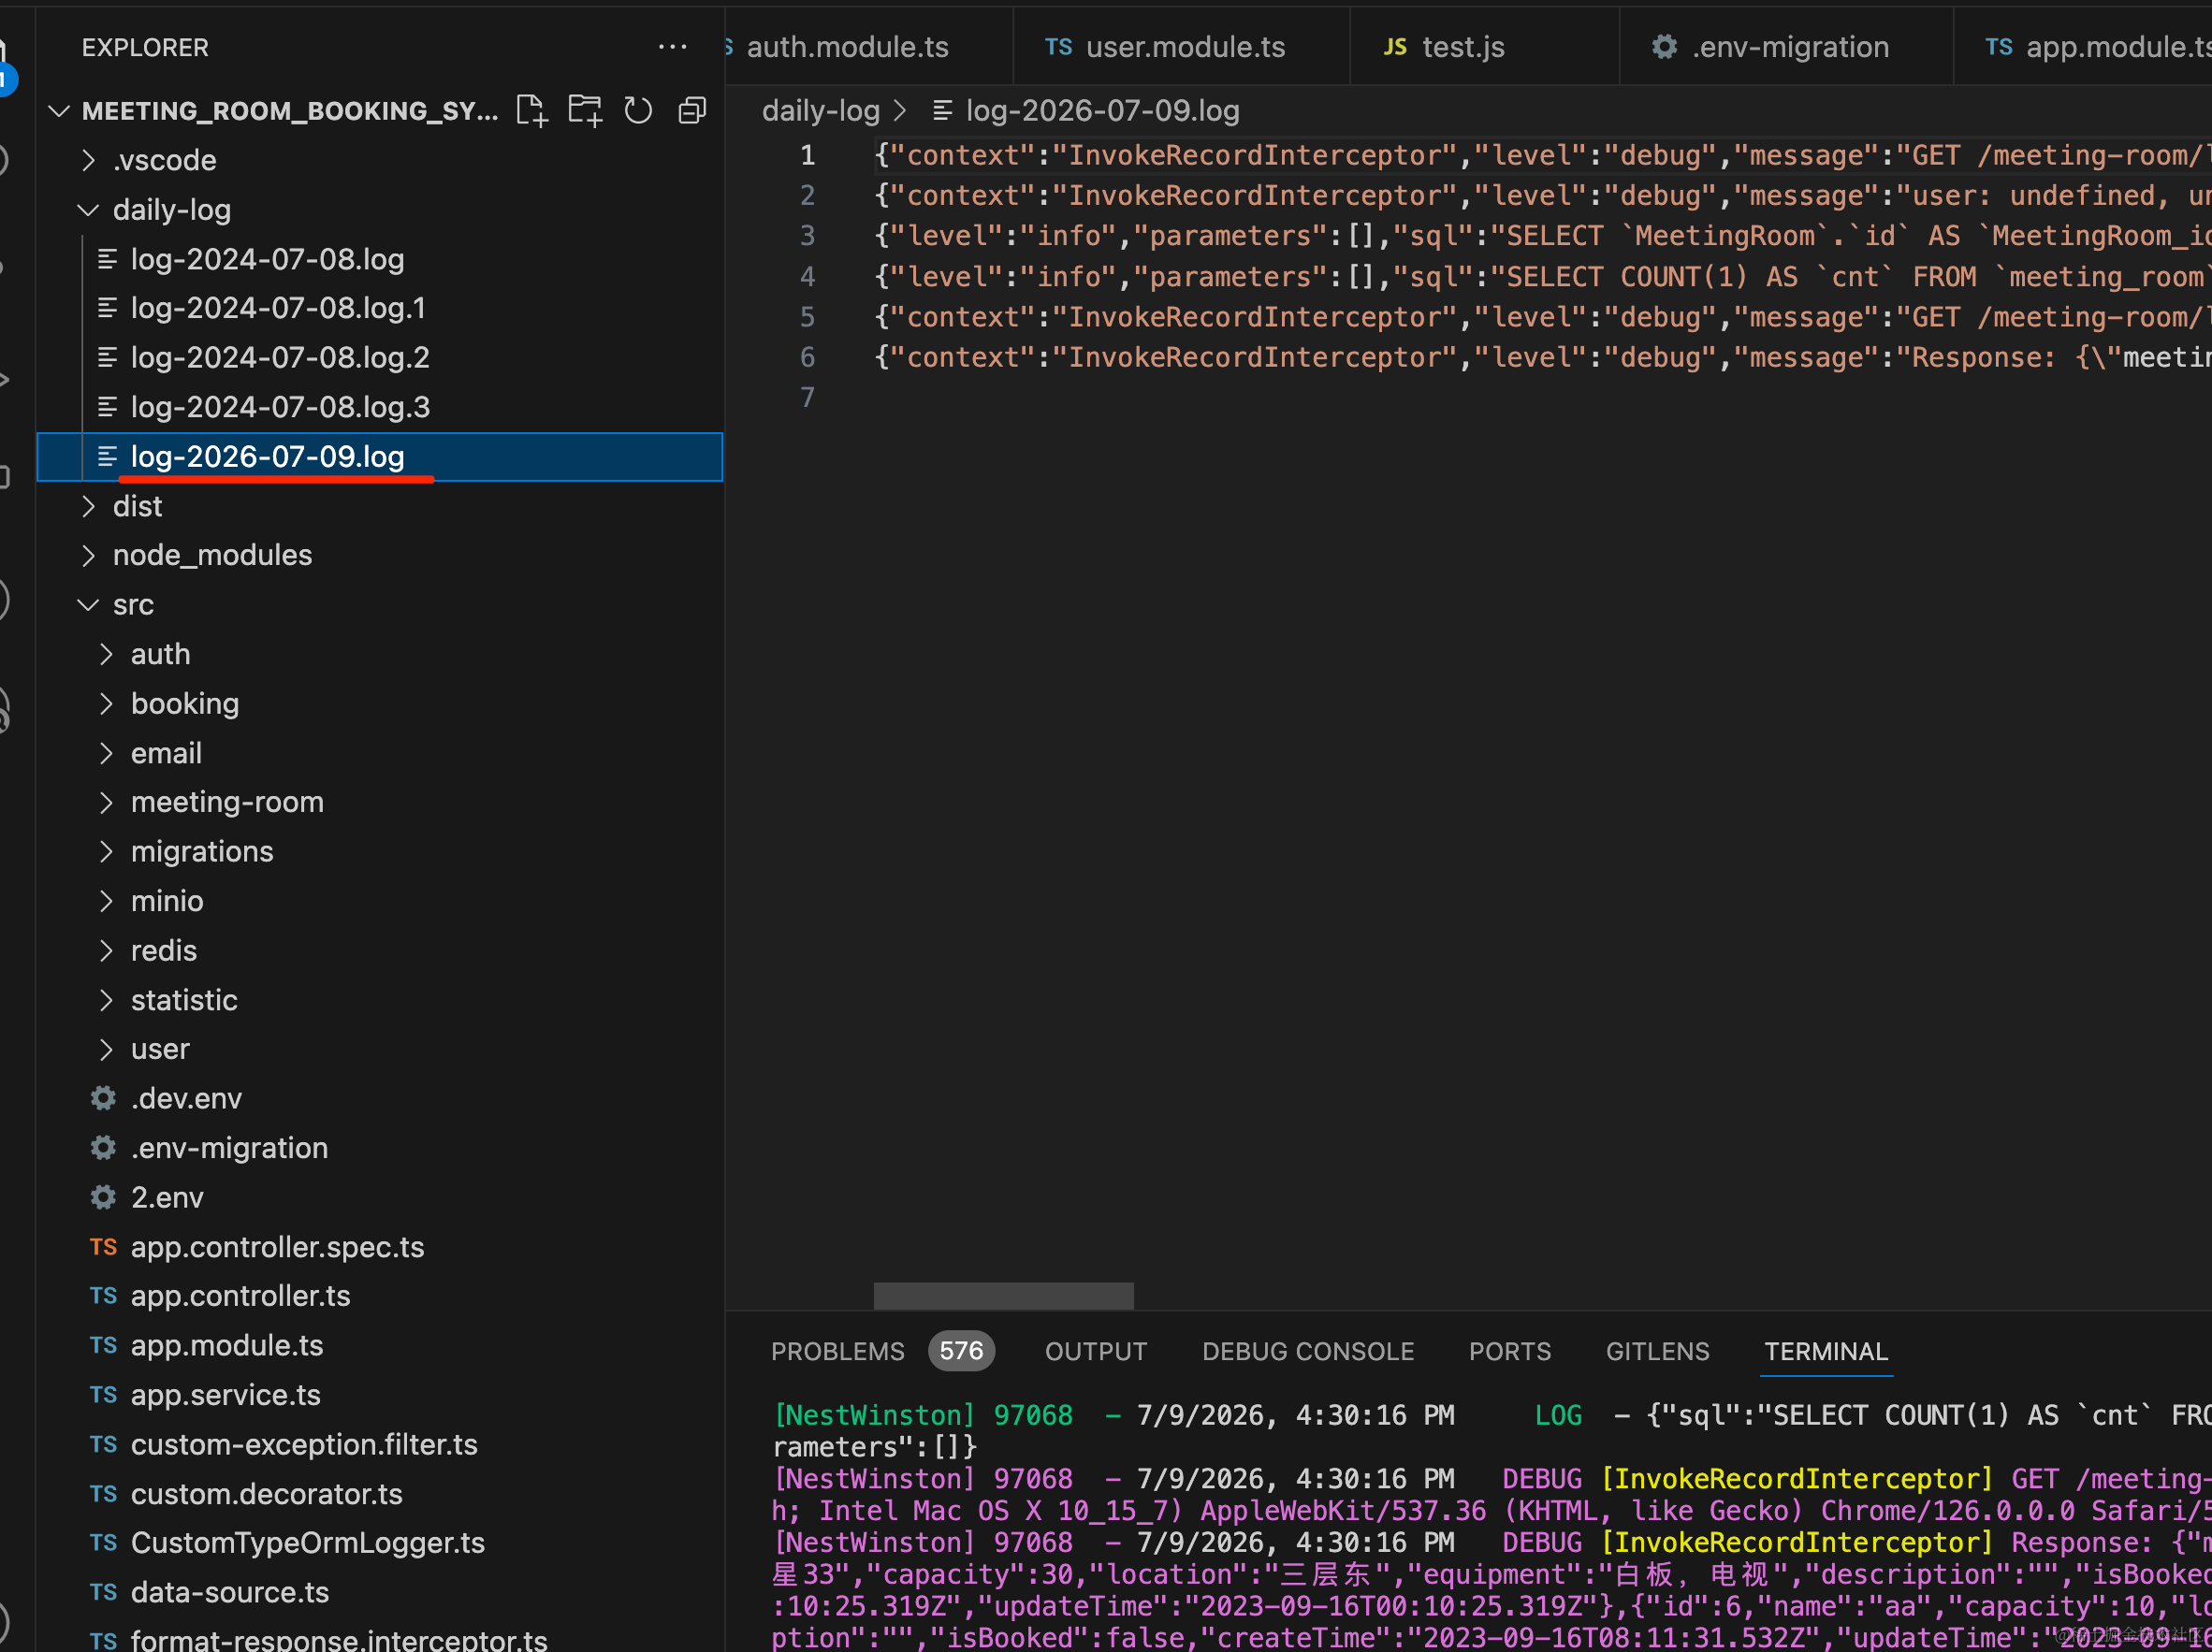 EXPLORER
MEETING_ROOM_BOOKING_SY...
.vscode
daily-log
log-2024-07-08.log
log-2024-07-08.log.1
log-2024-07-08.log.2
log-2024-07-08.log.3
log-2026-07-09.log
dist
node_modules
src
auth
booking
email
meeting-room
migrations
minio
redis
statistic
user
.dev.env
.env-migration
2.env
TS app.controller.spec.ts
TS app.controller.ts
TS app.module.ts
TS app.service.ts
TS custom-exception.filter.ts
TS custom.decorator.ts
TS CustomTypeOrmLogger.ts
TS data-source.ts
TS format-response.interceptor.ts
auth.module.ts TS user.module.ts JS test.js .env-migration TS app.module.ts
daily-log > log-2026-07-09.log
1 {"context":"InvokeRecordInterceptor","level":"debug","message":"GET /meeting-room/l
2 {"context":"InvokeRecordInterceptor","level":"debug","message":"user: undefined, un
3 {"level":"info","parameters":[],"sql":"SELECT `MeetingRoom`.`id` AS `MeetingRoom_id
4 {"level":"info","parameters":[],"sql":"SELECT COUNT(1) AS `cnt` FROM `meeting_room`
5 {"context":"InvokeRecordInterceptor","level":"debug","message":"GET /meeting-room/l
6 {"context":"InvokeRecordInterceptor","level":"debug","message":"Response: {\"meetin
7
PROBLEMS 576 OUTPUT DEBUG CONSOLE PORTS GITLENS TERMINAL
[NestWinston] 97068 - 7/9/2026, 4:30:16 PM LOG - {"sql":"SELECT COUNT(1) AS `cnt` FRO
rameters":[]}
[NestWinston] 97068 - 7/9/2026, 4:30:16 PM DEBUG [InvokeRecordInterceptor] GET /meeting-
h; Intel Mac OS X 10_15_7) AppleWebKit/537.36 (KHTML, like Gecko) Chrome/126.0.0.0 Safari/5
[NestWinston] 97068 - 7/9/2026, 4:30:16 PM DEBUG [InvokeRecordInterceptor] Response: {"m
星33","capacity":30,"location":"三层东","equipment":"白板，电视","description":"","isBooked
:10:25.319Z","updateTime":"2023-09-16T00:10:25.319Z"},{"id":6,"name":"aa","capacity":10,"lo
ption":"","isBooked":false,"createTime":"2023-09-16T08:11:31.532Z","updateTime":"2023-09-